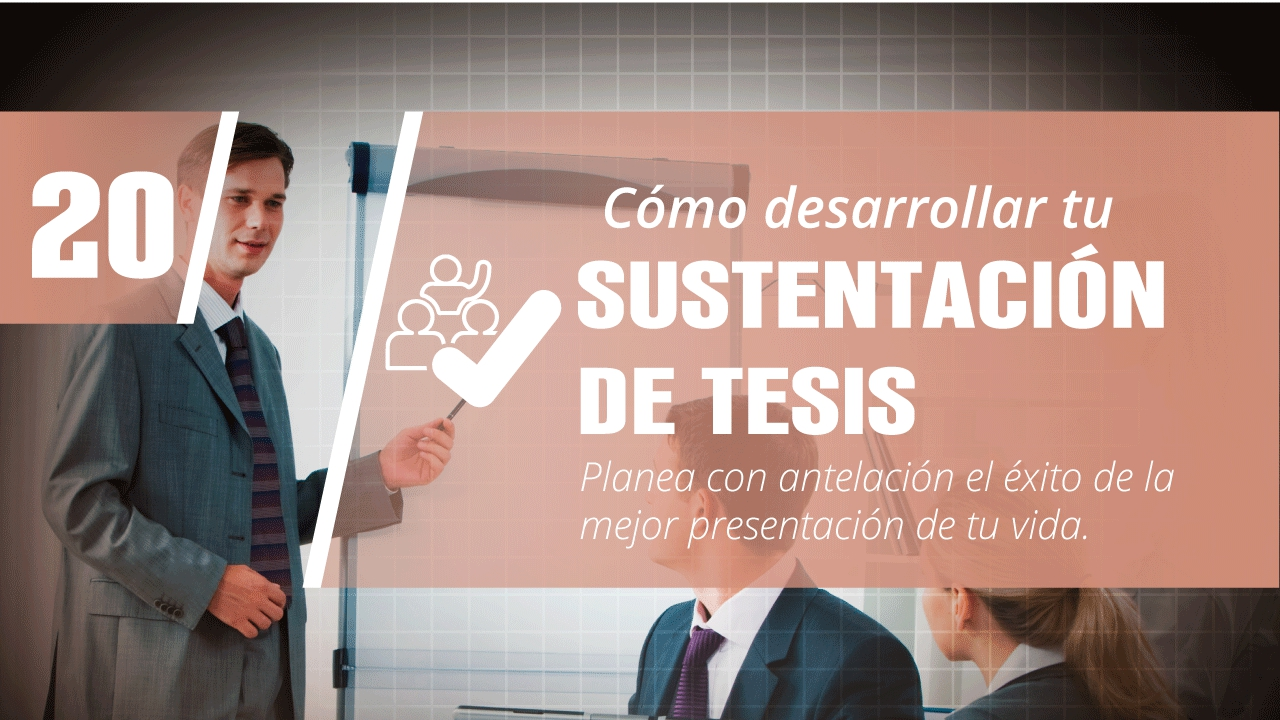 20
Cómo desarrollar tu
SUSTENTACIÓN
DE TESIS
Planea con antelación el éxito de la
mejor presentación de tu vida.